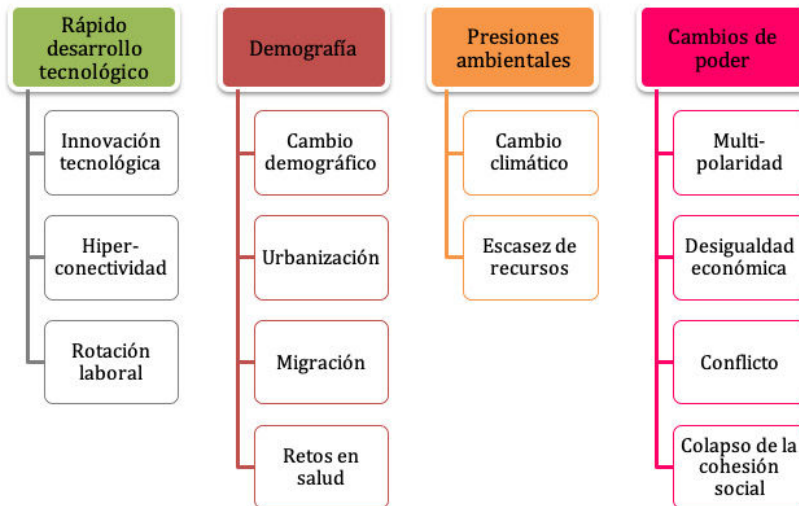 Rápido
desarrollo
tecnológico
Innovación
tecnológica
Hiper-
conectividad
Rotación
laboral
Demografía
Cambio
demográfico
Urbanización
Migración
Retos en
salud
Presiones
ambientales
Cambio
climático
Escasez de
recursos
Cambios de
poder
Multi-
polaridad
Desigualdad
económica
Conflicto
Colapso de la
cohesión
social